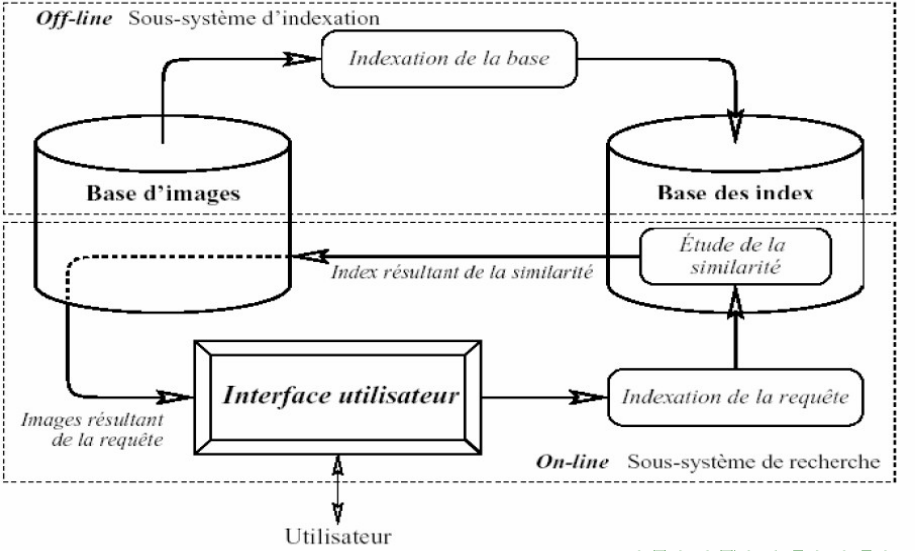 Off-line Sous-système d'indexation
Indexation de la base
Base d'images
Base des index
Étude de la
similarité
Index résultant de la similarité
Interface utilisateur
Indexation de la requête
Images résultant
de la requête
On-line Sous-système de recherche
Utilisateur